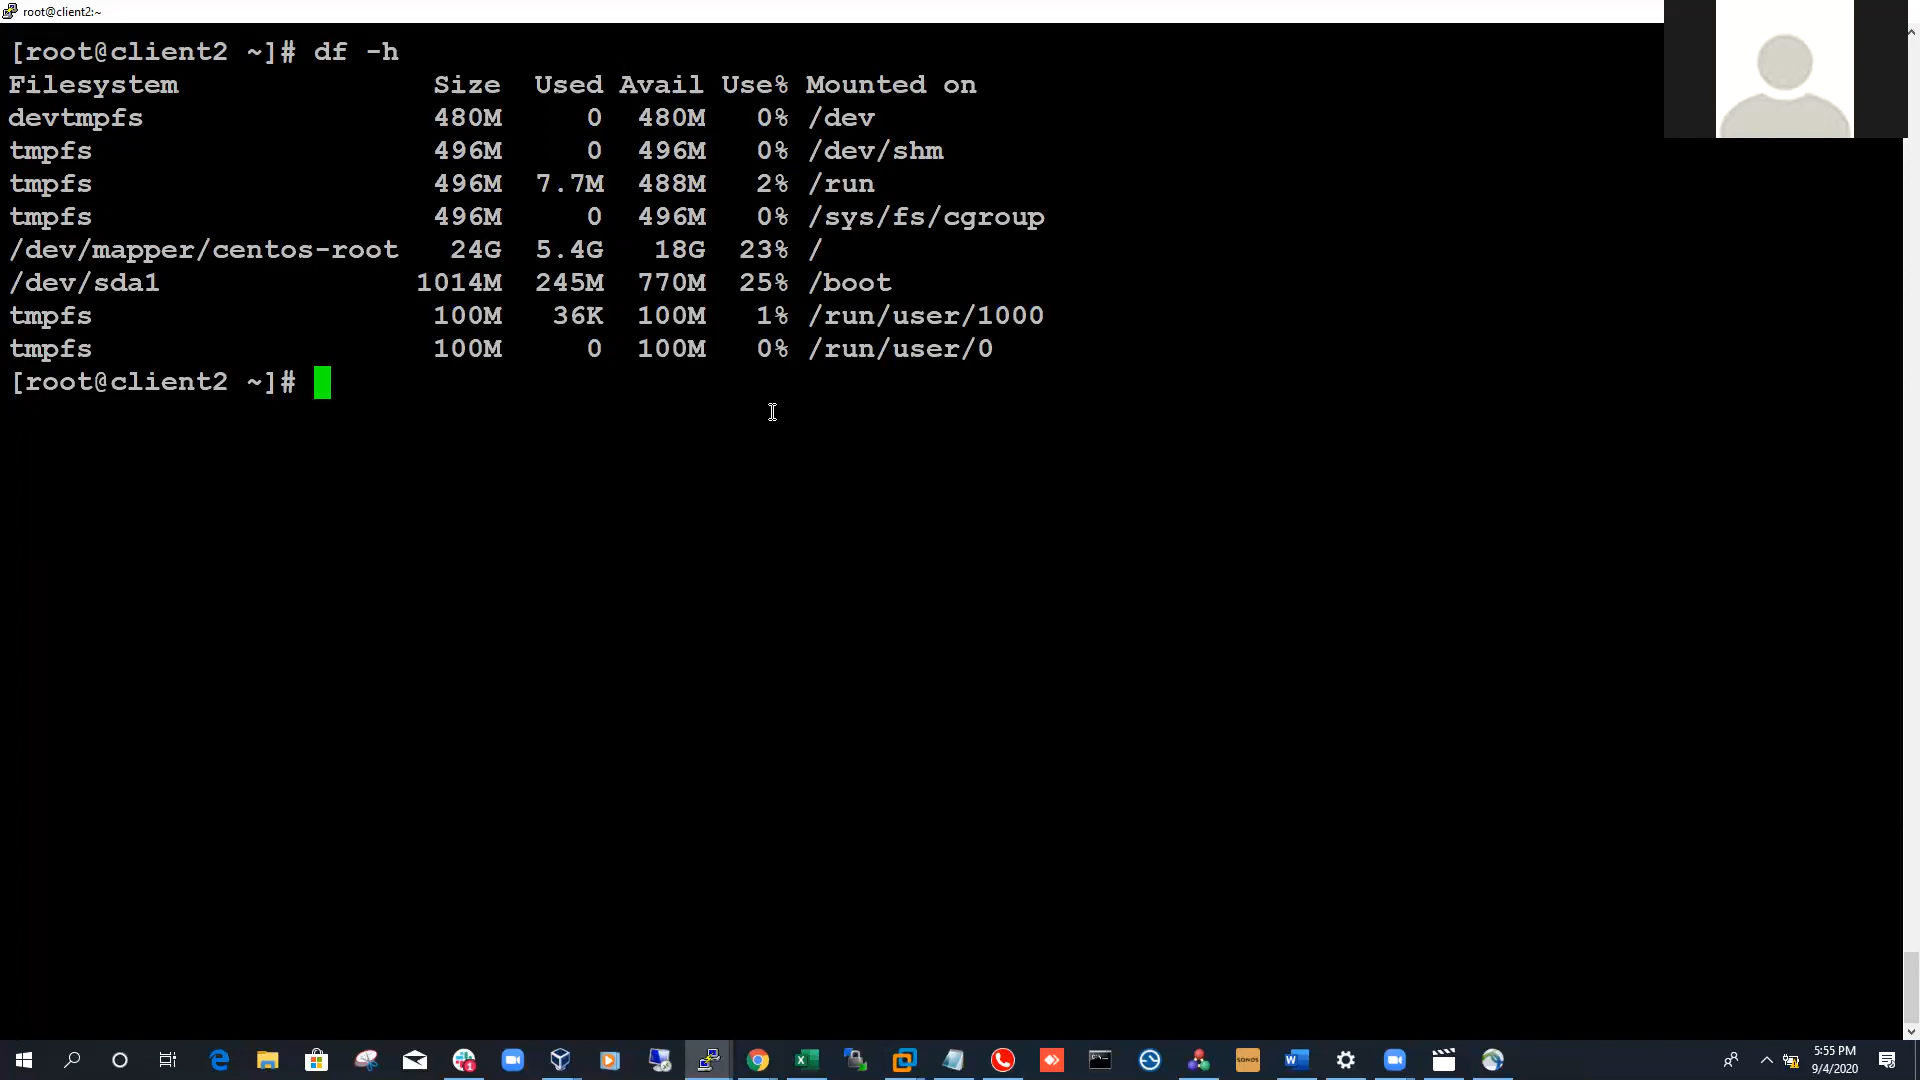 root@client2:~
[root@client2 ~]# df -h
Filesystem Size Used Avail Use% Mounted on
devtmpfs 480M 0 480M 0% /dev
tmpfs 496M 0 496M 0% /dev/shm
tmpfs 496M 7.7M 488M 2% /run
tmpfs 496M 0 496M 0% /sys/fs/cgroup
/dev/mapper/centos-root 24G 5.4G 18G 23% /
/dev/sda1 1014M 245M 770M 25% /boot
tmpfs 100M 36K 100M 1% /run/user/1000
tmpfs 100M 0 100M 0% /run/user/0
[root@client2 ~]#
SONOS
5:55 PM
9/4/2020